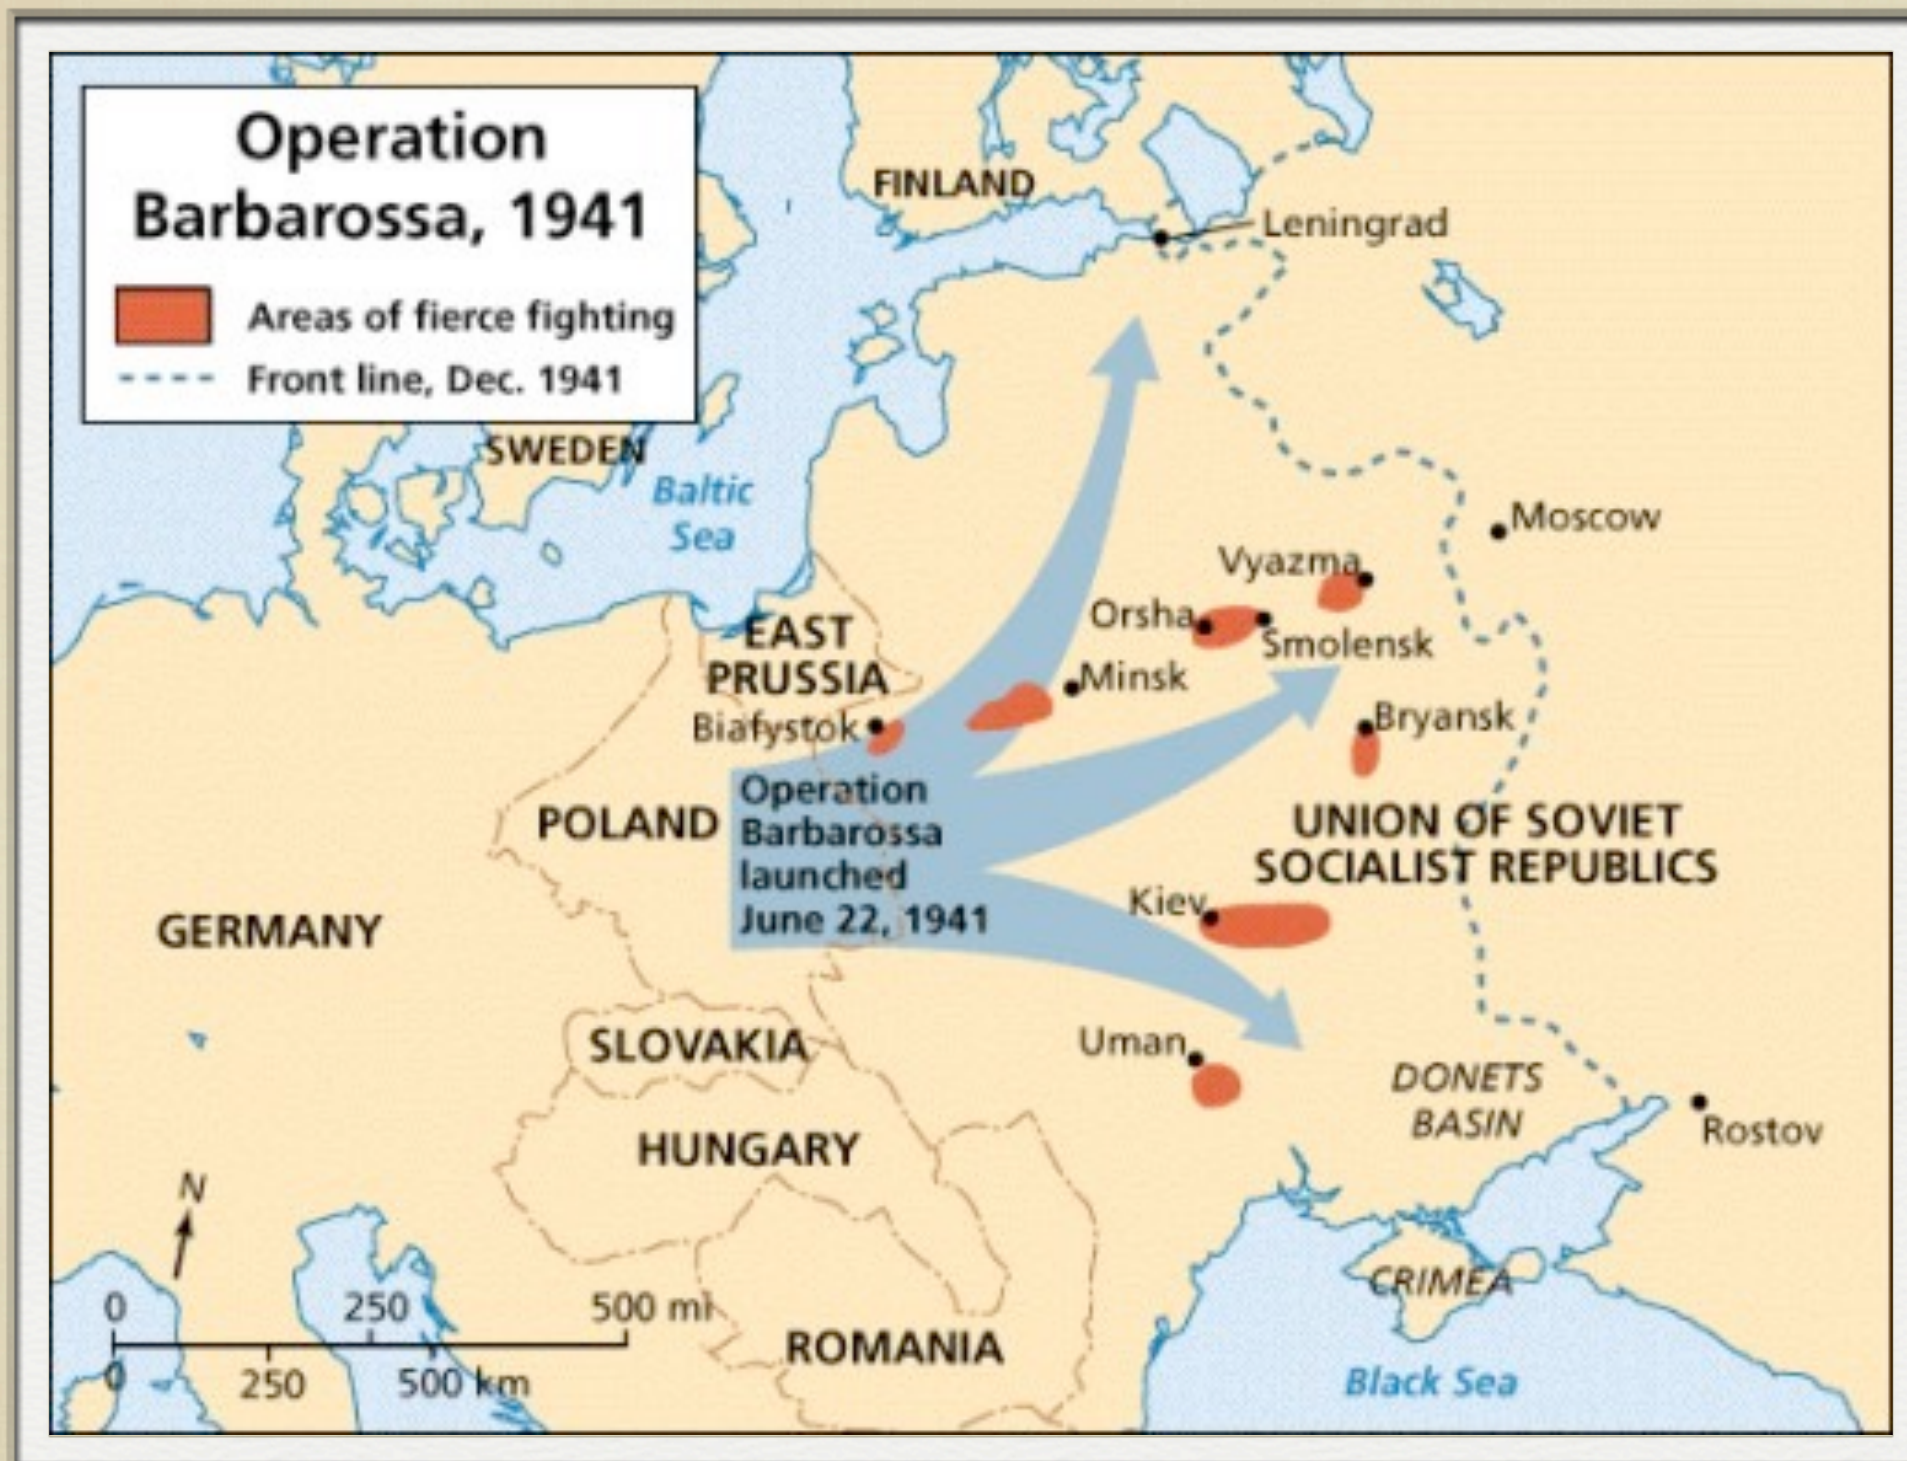 Operation
Barbarossa, 1941
Areas of fierce fighting
Front line, Dec. 1941
FINLAND
Leningrad
SWEDEN
Baltic
Sea
Moscow
Vyazma
Orsha
Smolensk
EAST
PRUSSIA
Minsk
Białystok
Bryansk
POLAND
Operation
Barbarossa
launched
June 22, 1941
UNION OF SOVIET
SOCIALIST REPUBLICS
Kiev
GERMANY
SLOVAKIA
Uman
DONETS
BASIN
Rostov
HUNGARY
N
CRIMEA
0 250 500 mi
0 250 500 km
ROMANIA
Black Sea